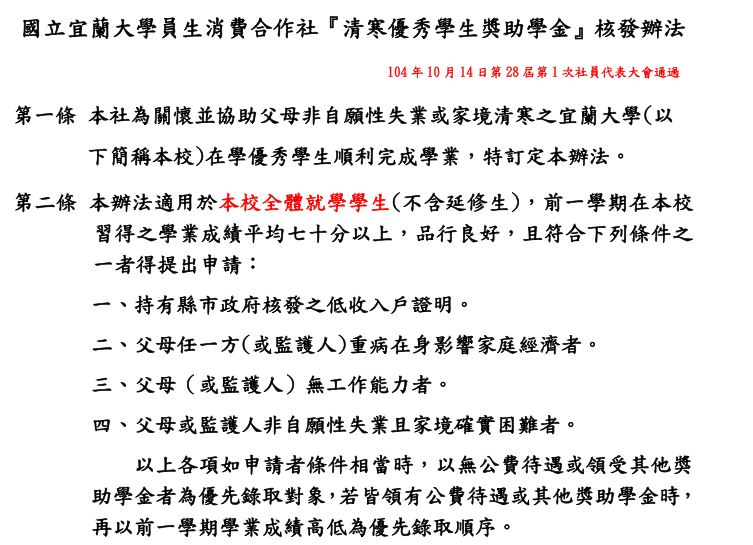 國立宜蘭大學員生消費合作社『清寒優秀學生獎助學金』核發辦法
104 年 10 月 14 日第 28 屆第 1 次社員代表大會通過
第一條 本社為關懷並協助父母非自願性失業或家境清寒之宜蘭大學(以
下簡稱本校)在學優秀學生順利完成學業，特訂定本辦法。
第二條 本辦法適用於本校全體就學學生(不含延修生)，前一學期在本校
習得之學業成績平均七十分以上，品行良好，且符合下列條件之
一者得提出申請：
一、持有縣市政府核發之低收入戶證明。
二、父母任一方(或監護人)重病在身影響家庭經濟者。
三、父母（或監護人）無工作能力者。
四、父母或監護人非自願性失業且家境確實困難者。
以上各項如申請者條件相當時，以無公費待遇或領受其他獎
助學金者為優先錄取對象，若皆領有公費待遇或其他獎助學金時，
再以前一學期學業成績高低為優先錄取順序。